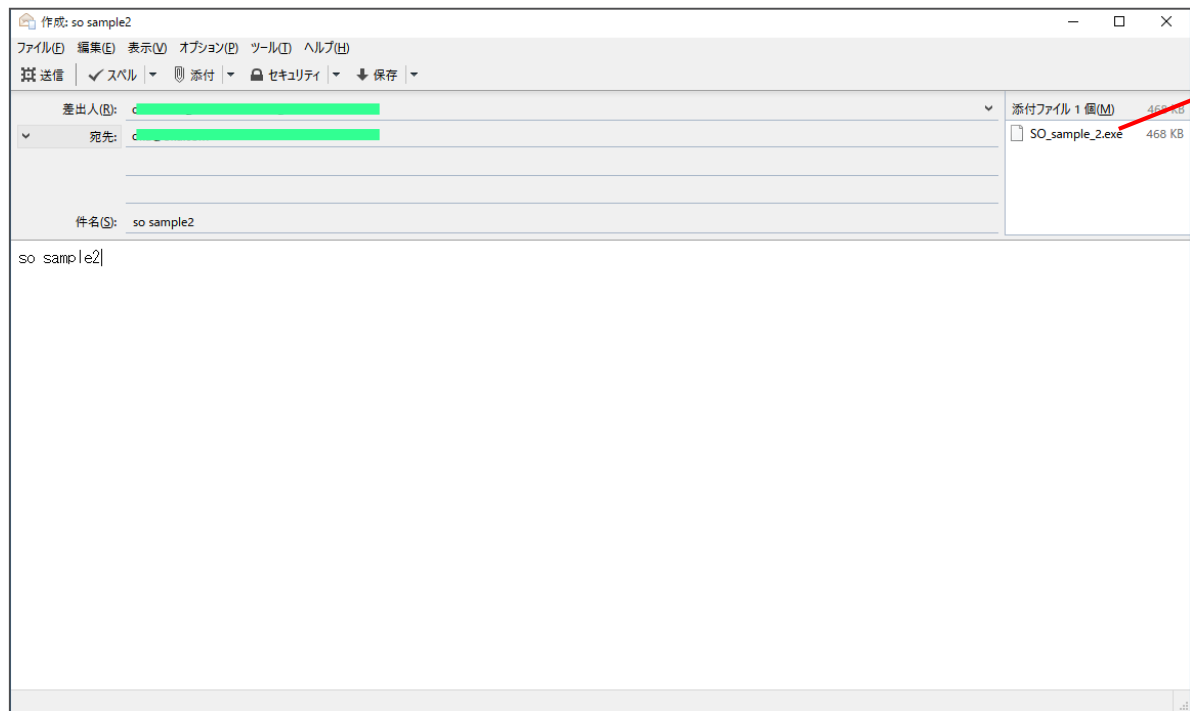 作成: so sample2
ファイル(F) 編集(E) 表示(V) オプション(P) ツール(T) ヘルプ(H)
送信 スペル 添付 セキュリティ 保存
差出人(R):
添付ファイル 1 個(M) 468 KB
宛先:
SO_sample_2.exe 468 KB
件名(S): so sample2
so sample2